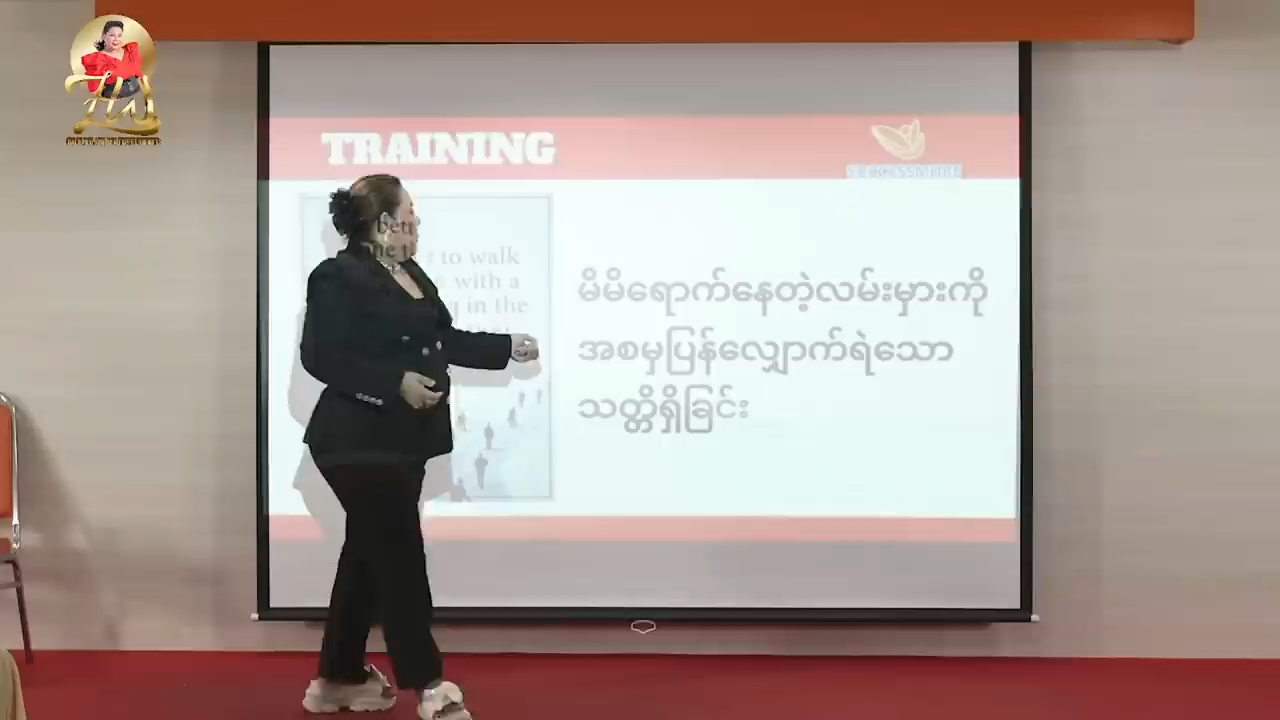 TRAINING
bett
to walk
with a
in the
မိမိရောက်နေတဲ့လမ်းမှားကို
အစမှပြန်လျှောက်ရဲသော
သတ္တိရှိခြင်း